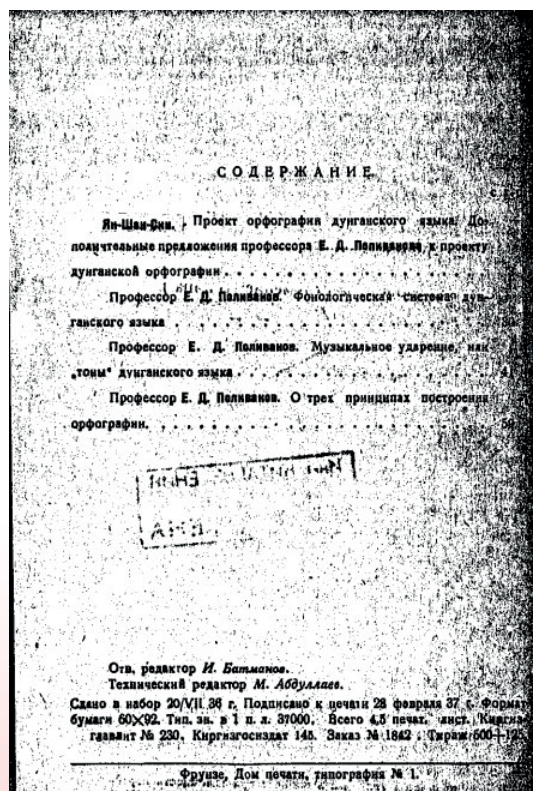 СОДЕРЖАНИЕ
Ян-Шан-Син. Проект орфографии дунганского языка. До-
полнительные предложения профессора Е. Д. Поливанова к проекту
дунганской орфографии . . . . . . . . . . . . . . . .
Профессор Е. Д. Поливанов. Фонологическая система дун-
ганского языка . . . . . . . . . . . . . . . . . . .
Профессор Е. Д. Поливанов. Музыкальное ударение, или
„тоны“ дунганского языка . . . . . . . . . . . . . .
Профессор Е. Д. Поливанов. О трех принципах построения
орфографии. . . . . . . . . . . . . . . . . . . . .
Отв. редактор И. Батманов.
Технический редактор М. Абдуллаев.
Сдано в набор 20/VII 36 г. Подписано к печати 28 февраля 37 г. Формат
бумаги 60×92. Тип. зн. в 1 п. л. 37000. Всего 4,5 печат. лист. Киргиз-
главлит № 230. Киргизгосиздат 145. Заказ № 1842. Тираж 500+125.
Фрунзе, Дом печати, типография № 1.